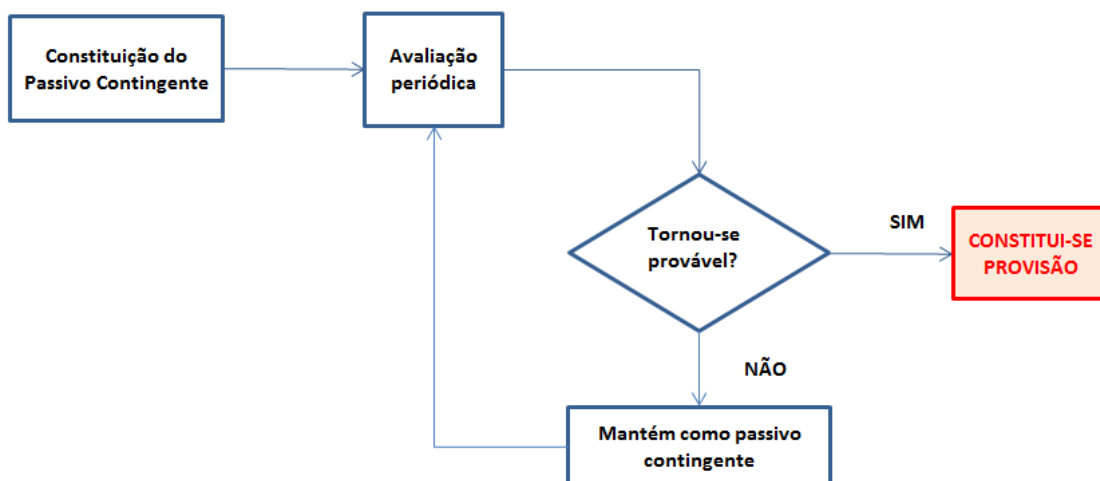 Constituição do
Passivo Contingente
Avaliação
periódica
Tornou-se
provável?
SIM
CONSTITUI-SE
PROVISÃO
NÃO
Mantém como passivo
contingente